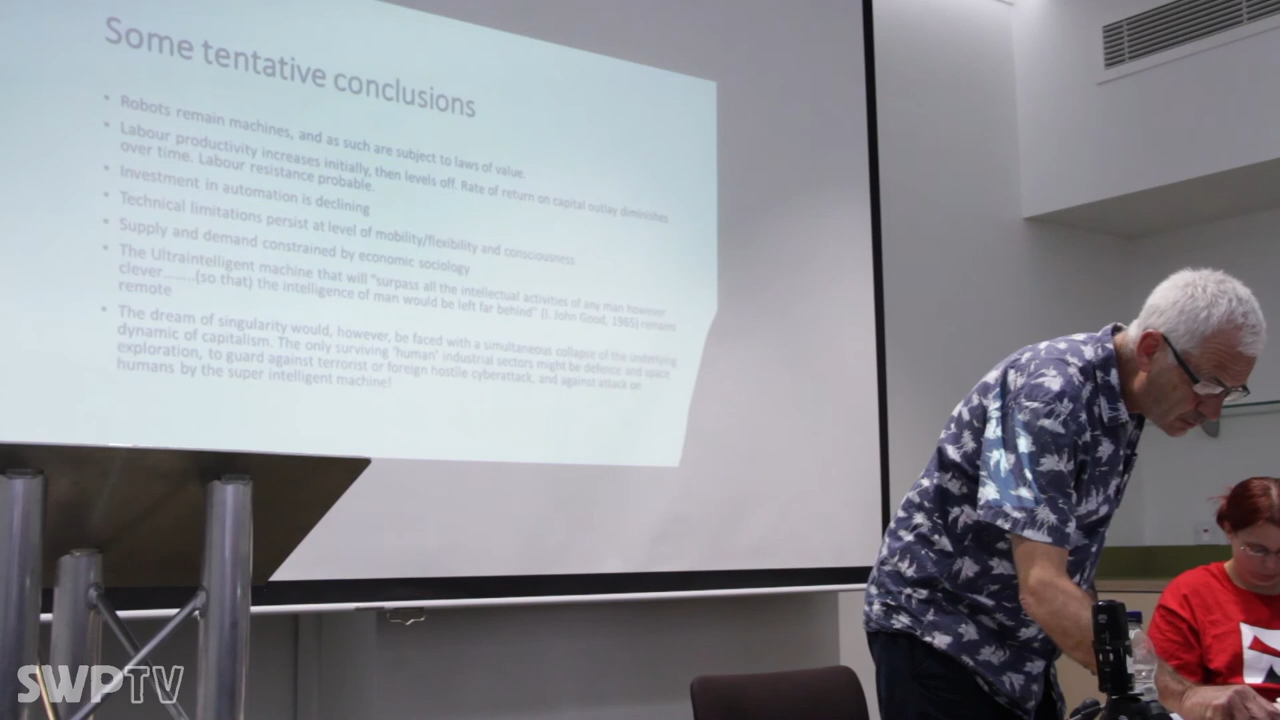 Some tentative conclusions
• Robots remain machines, and as such are subject to laws of value.
• Labour productivity increases initially, then levels off. Rate of return on capital outlay diminishes
over time. Labour resistance probable.
• Investment in automation is declining
• Technical limitations persist at level of mobility/flexibility and consciousness
• Supply and demand constrained by economic sociology
• The Ultraintelligent machine that will "surpass all the intellectual activities of any man however
clever........(so that) the intelligence of man would be left far behind" (I. John Good, 1965) remains
remote
• The dream of singularity would, however, be faced with a simultaneous collapse of the underlying
dynamic of capitalism. The only surviving 'human' industrial sectors might be defence and space
exploration, to guard against terrorist or foreign hostile cyberattack, and against attack on
humans by the super intelligent machine!
SWPTV